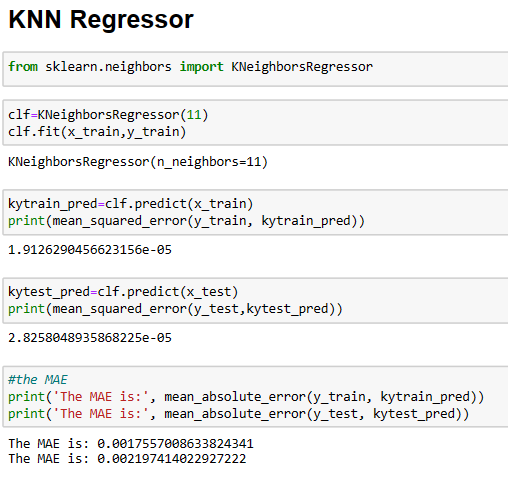 KNN Regressor
from sklearn.neighbors import KNeighborsRegressor
clf=KNeighborsRegressor(11)
clf.fit(x_train,y_train)
KNeighborsRegressor(n_neighbors=11)
kytrain_pred=clf.predict(x_train)
print(mean_squared_error(y_train, kytrain_pred))
1.9126290456623156e-05
kytest_pred=clf.predict(x_test)
print(mean_squared_error(y_test,kytest_pred))
2.8258048935868225e-05
#the MAE
print('The MAE is:', mean_absolute_error(y_train, kytrain_pred))
print('The MAE is:', mean_absolute_error(y_test, kytest_pred))
The MAE is: 0.0017557008633824341
The MAE is: 0.002197414022927222